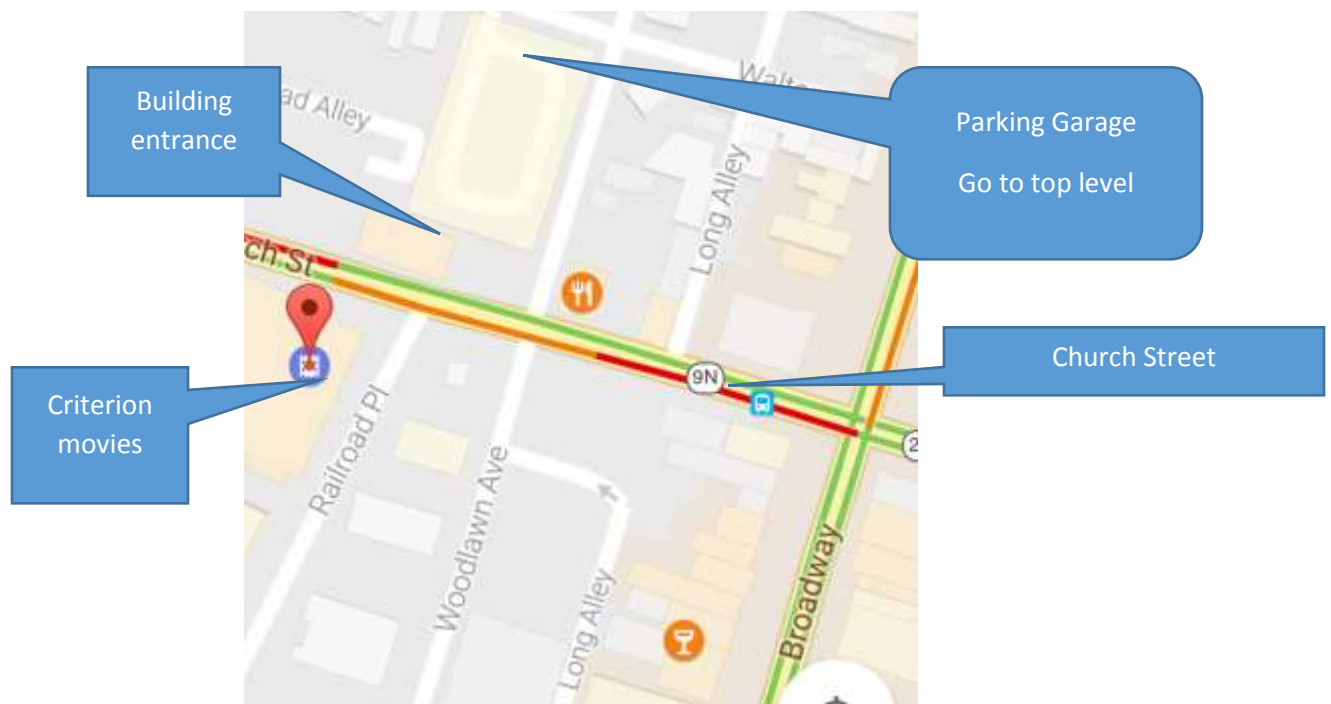 Building
entrance
ad Alley
Parking Garage
Go to top level
Long Alley
ch St
9N
Church Street
2
Criterion
movies
Railroad Pl
Woodlawn Ave
Long Alley
Broadway